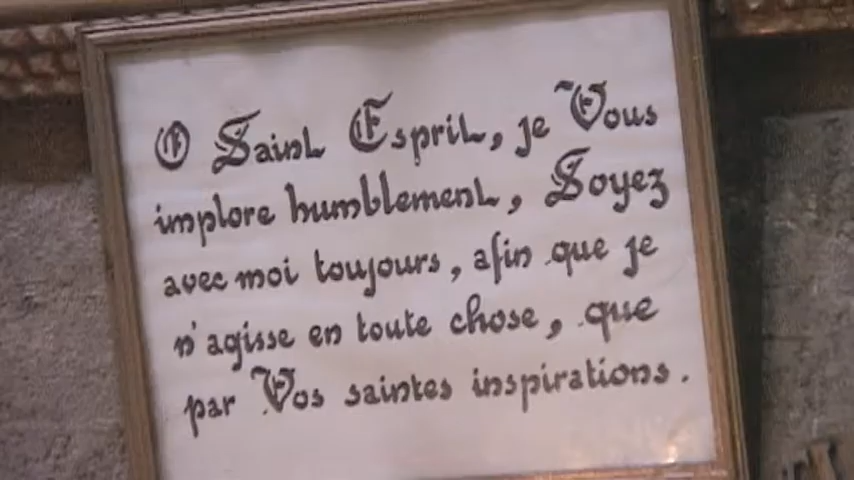 O Saint Esprit, je Vous
implore humblement, Soyez
avec moi toujours, afin que je
n'agisse en toute chose, que
par Vos saintes inspirations.